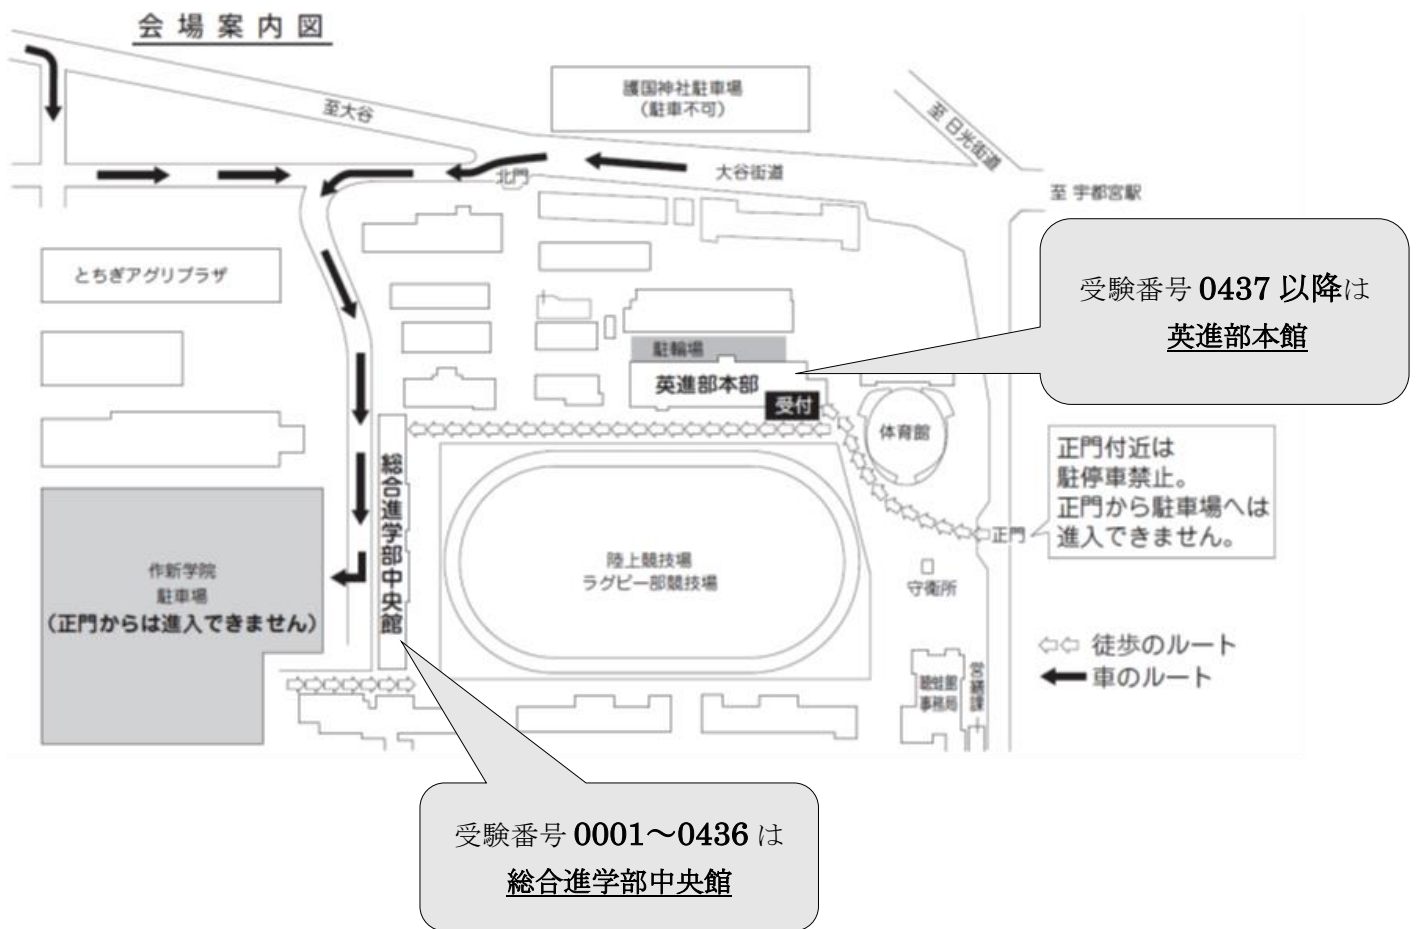 会場案内図
至大谷
護国神社駐車場
（駐車不可）
至 日光街道
北門
大谷街道
至 宇都宮駅
とちぎアグリプラザ
受験番号 0437 以降は
英進部本館
駐輪場
英進部本部
受付
体育館
正門付近は
駐停車禁止。
正門から駐車場へは
進入できません。
総合進学部中央館
正門
陸上競技場
ラグビー部競技場
作新学院
駐車場
（正門からは進入できません）
守衛所
徒歩のルート
車のルート
事務局
営繕課
受験番号 0001～0436 は
総合進学部中央館